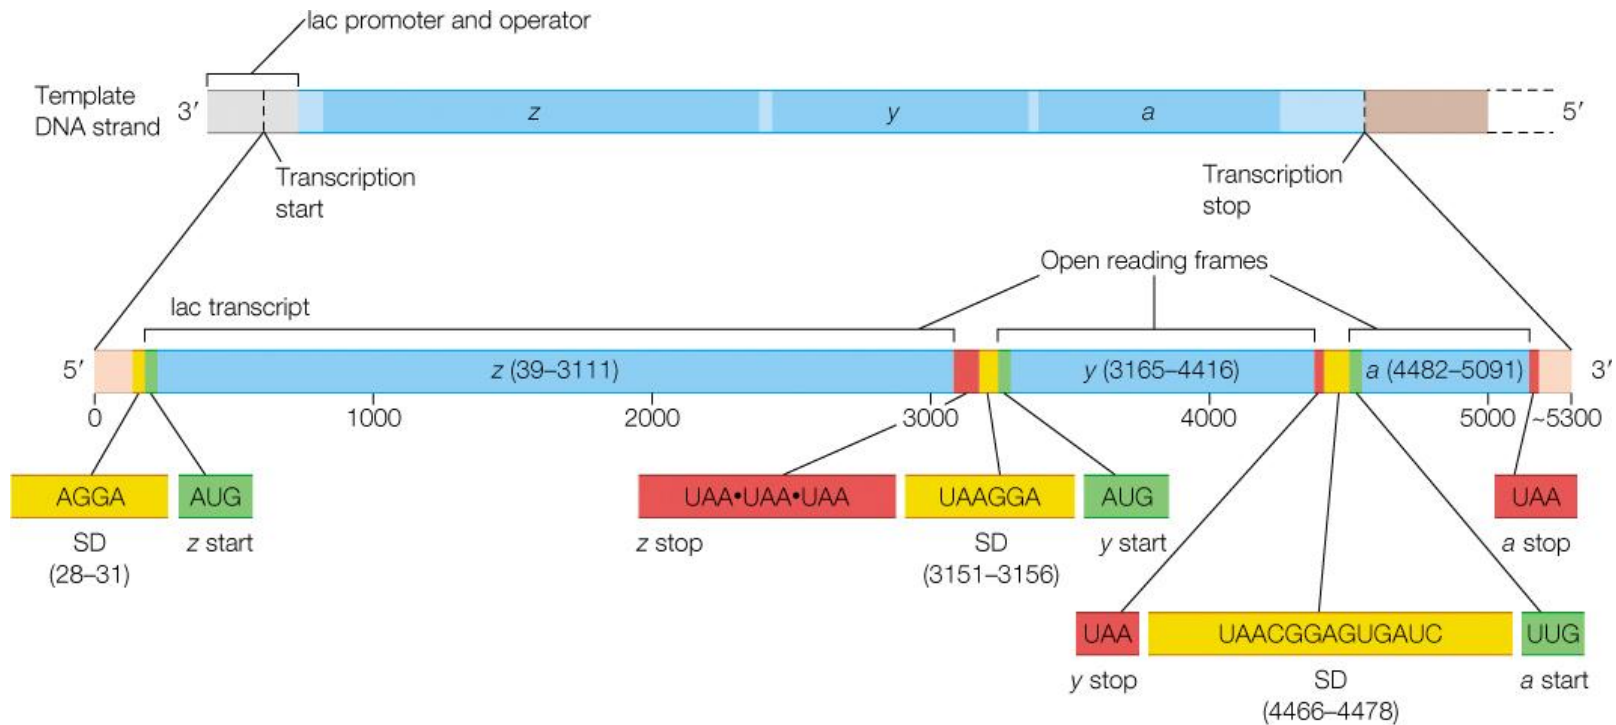 lac promoter and operator
Template
DNA strand
3′
z
y
a
5′
Transcription
start
Transcription
stop
Open reading frames
lac transcript
5′
z (39–3111)
y (3165–4416)
a (4482–5091)
3′
0
1000
2000
3000
4000
5000
~5300
AGGA
AUG
UAA•UAA•UAA
UAAGGA
AUG
UAA
SD
(28–31)
z start
z stop
SD
(3151–3156)
y start
a stop
UAA
UAACGGAGUGAUC
UUG
y stop
SD
(4466–4478)
a start